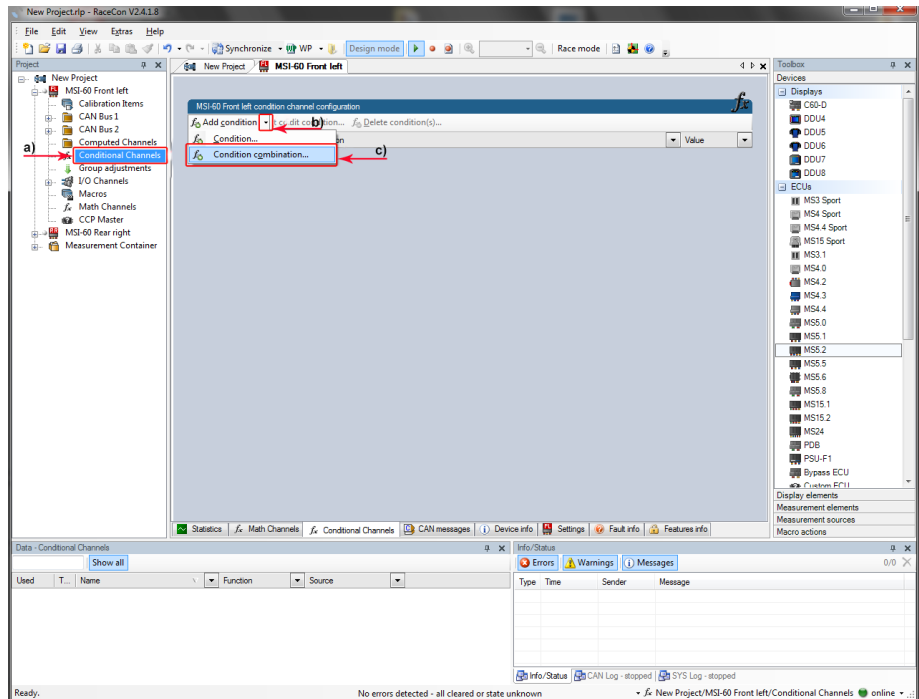 New Project.rlp - RaceCon V2.4.1.8
File Edit View Extras Help
Synchronize WP Design mode Race mode
Project
New Project
MSI-60 Front left
Calibration Items
CAN Bus 1
CAN Bus 2
Computed Channels
a)
Conditional Channels
Group adjustments
I/O Channels
Macros
fx Math Channels
CCP Master
MSI-60 Rear right
Measurement Container
New Project MSI-60 Front left
MSI-60 Front left condition channel configuration
fx
Add condition b) Delete condition(s)...
Condition... Value
Condition combination... c)
Statistics fx Math Channels fx Conditional Channels CAN messages Device info Settings Fault info Features info
Toolbox
Devices
Displays
C60-D
DDU4
DDU5
DDU6
DDU7
DDU8
ECUs
MS3 Sport
MS4 Sport
MS4.4 Sport
MS15 Sport
MS3.1
MS4.0
MS4.2
MS4.3
MS4.4
MS5.0
MS5.1
MS5.2
MS5.5
MS5.6
MS5.8
MS15.1
MS15.2
MS24
PDB
PSU-F1
Bypass ECU
Custom ECU
Display elements
Measurement elements
Measurement sources
Macro actions
Data - Conditional Channels
Show all
Used T... Name Function Source
Info/Status
Errors Warnings Messages 0/0
Type Time Sender Message
Info/Status CAN Log - stopped SYS Log - stopped
Ready. No errors detected - all cleared or state unknown fx New Project/MSI-60 Front left/Conditional Channels online